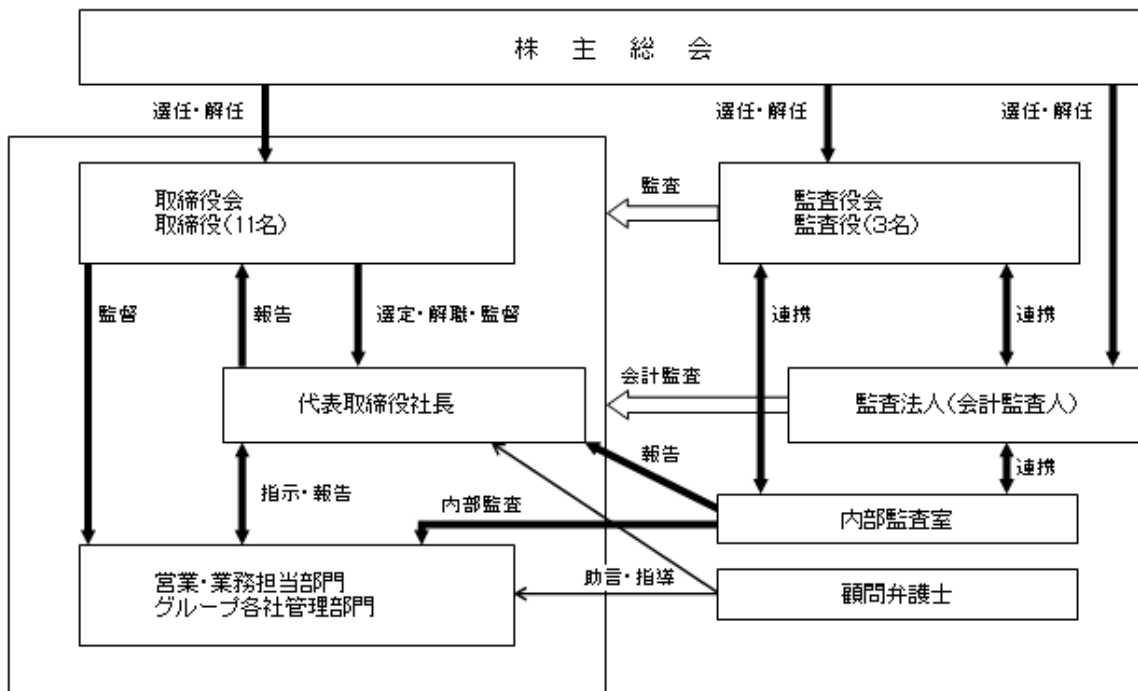 株主総会
選任・解任
選任・解任
選任・解任
取締役会
取締役(11名)
監査
監査役会
監査役(3名)
監督
報告
選定・解職・監督
連携
連携
代表取締役社長
会計監査
監査法人(会計監査人)
指示・報告
報告
連携
内部監査
内部監査室
営業・業務担当部門
グループ各社管理部門
助言・指導
顧問弁護士